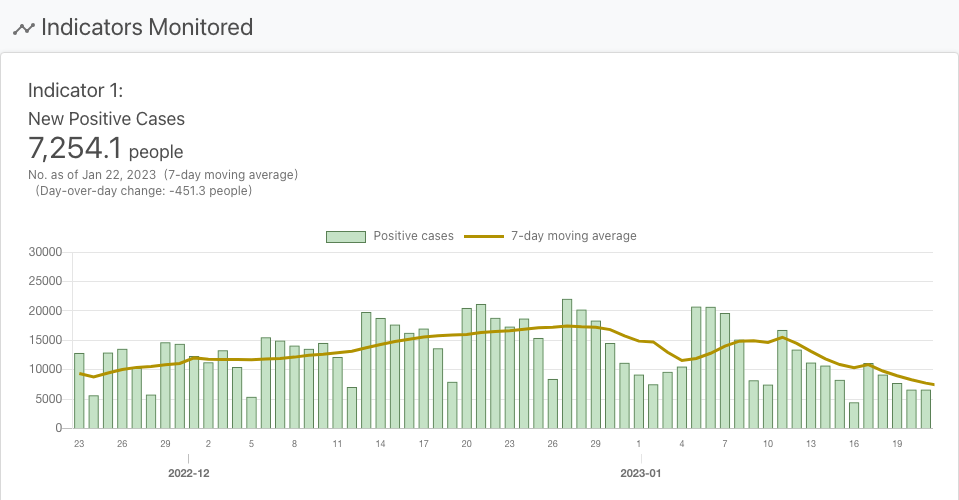 Indicators Monitored
Indicator 1:
New Positive Cases
7,254.1 people
No. as of Jan 22, 2023 (7-day moving average)
(Day-over-day change: -451.3 people)
Positive cases 7-day moving average
30000
25000
20000
15000
10000
5000
0
23 26 29 2 5 8 11 14 17 20 23 26 29 1 4 7 10 13 16 19
2022-12 2023-01